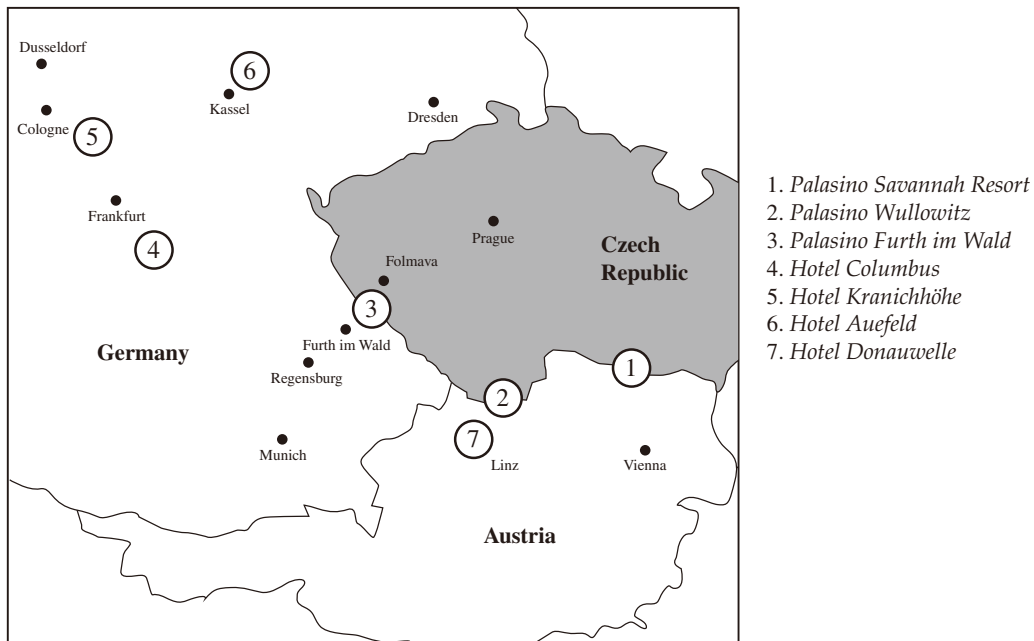 Dusseldorf
6
Kassel
Dresden
Cologne
5
Frankfurt
4
Prague
Czech
Republic
Folmava
3
Furth im Wald
Germany
Regensburg
1
2
7
Munich
Linz
Vienna
Austria
1. Palasino Savannah Resort
2. Palasino Wullowitz
3. Palasino Furth im Wald
4. Hotel Columbus
5. Hotel Kranichhöhe
6. Hotel Auefeld
7. Hotel Donauwelle